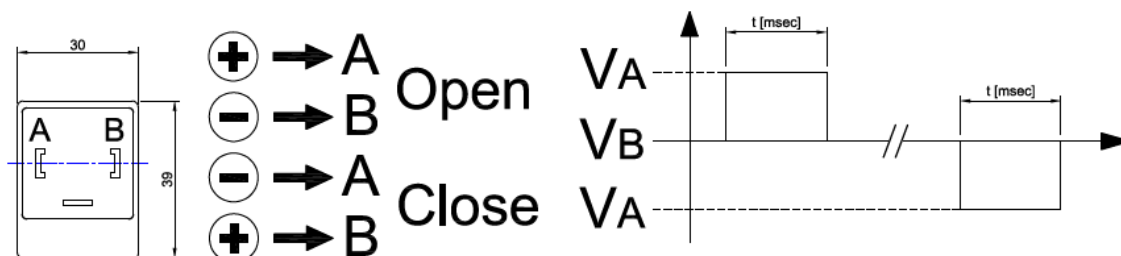 30
A B
39
+ A
- B
Open
- A
+ B
Close
t [msec]
VA
VB
VA
t [msec]